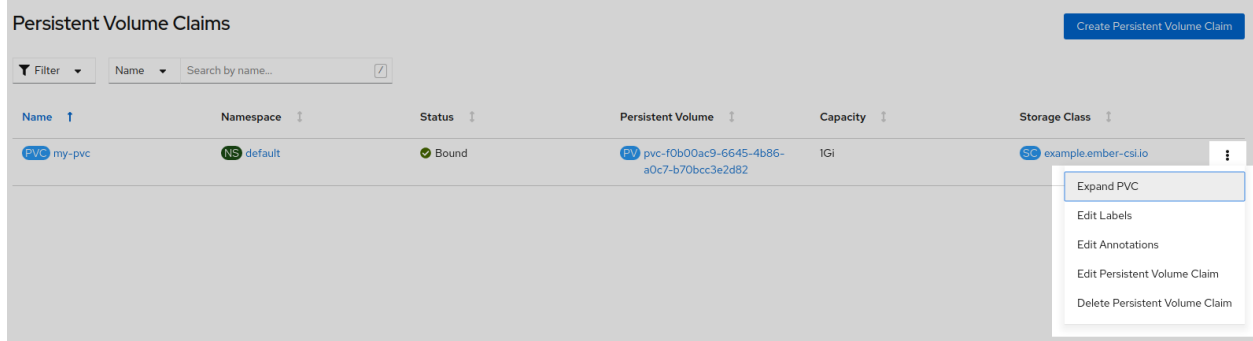 Persistent Volume Claims
Create Persistent Volume Claim
Filter Name Search by name... /
Name Namespace Status Persistent Volume Capacity Storage Class
PVC my-pvc NS default Bound PV pvc-f0b00ac9-6645-4b86- 1Gi SC example.ember-csi.io
a0c7-b70bcc3e2d82
Expand PVC
Edit Labels
Edit Annotations
Edit Persistent Volume Claim
Delete Persistent Volume Claim